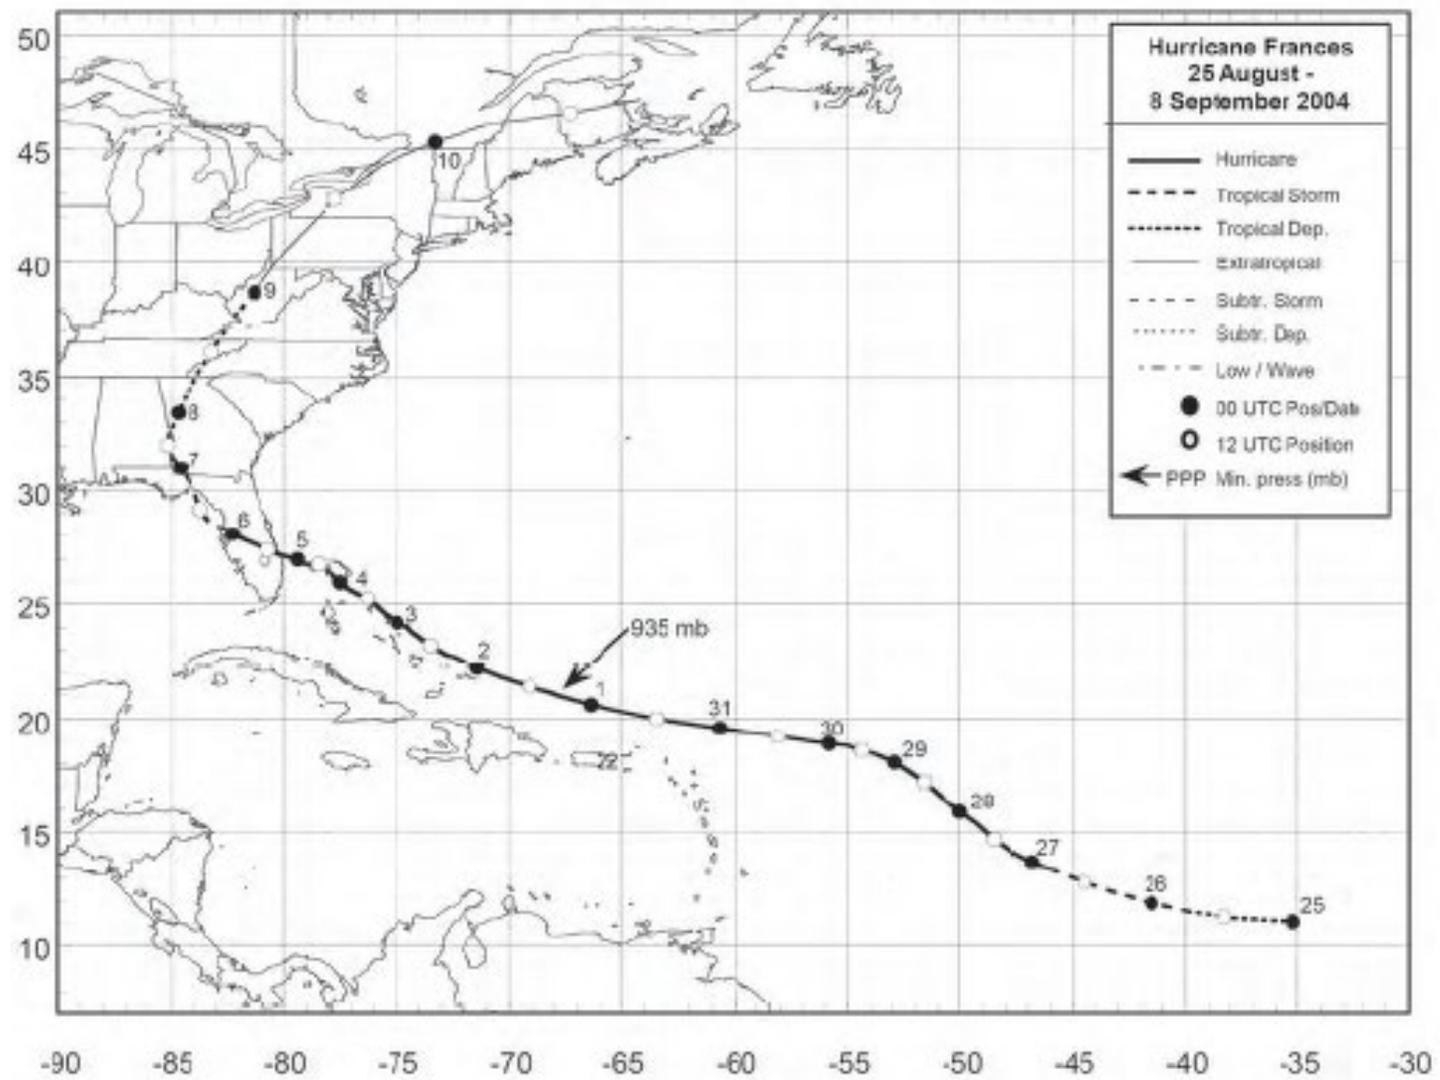 50
45
40
35
30
25
20
15
10
-90 -85 -80 -75 -70 -65 -60 -55 -50 -45 -40 -35 -30
Hurricane Frances
25 August -
8 September 2004
Hurricane
Tropical Storm
Tropical Dep.
Extratropical
Subtr. Storm
Subtr. Dep.
Low / Wave
00 UTC Pos/Date
12 UTC Position
PPP Min. press (mb)
10
9
8
7
6
5
4
3
935 mb
2
1
31
30
29
28
27
26
25